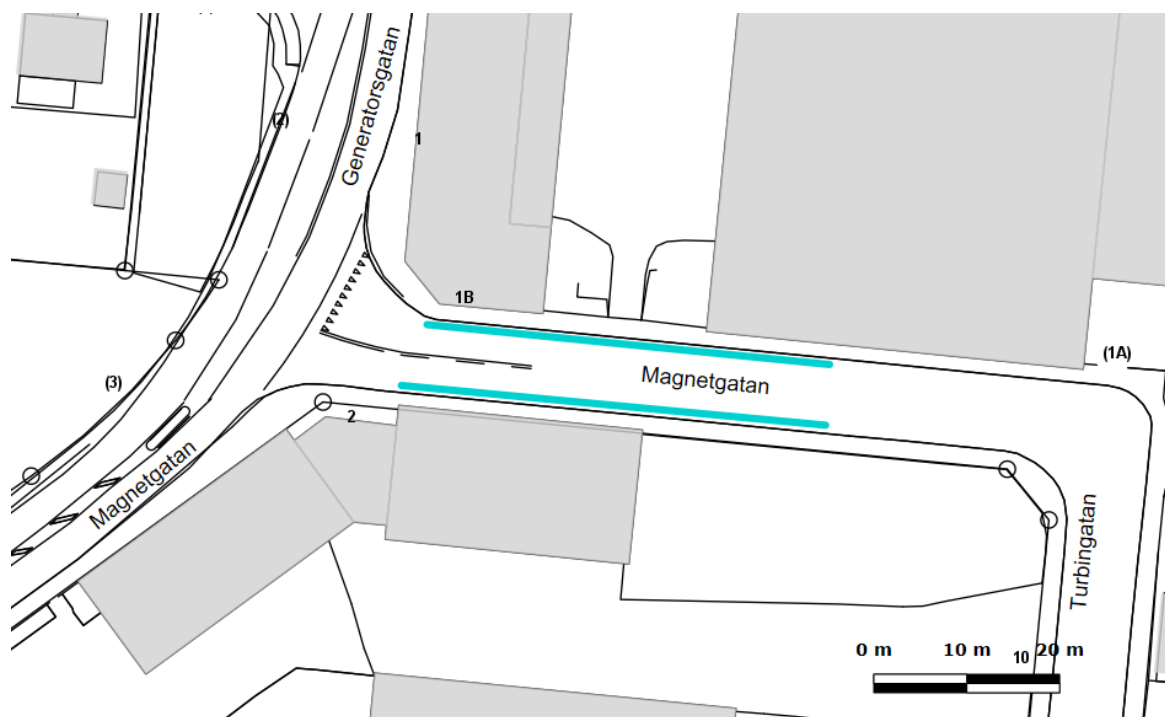 (2)
Generatorsgatan
1
1B
Magnetgatan
(1A)
(3)
2
Magnetgatan
Turbingatan
10
0 m 10 m 20 m